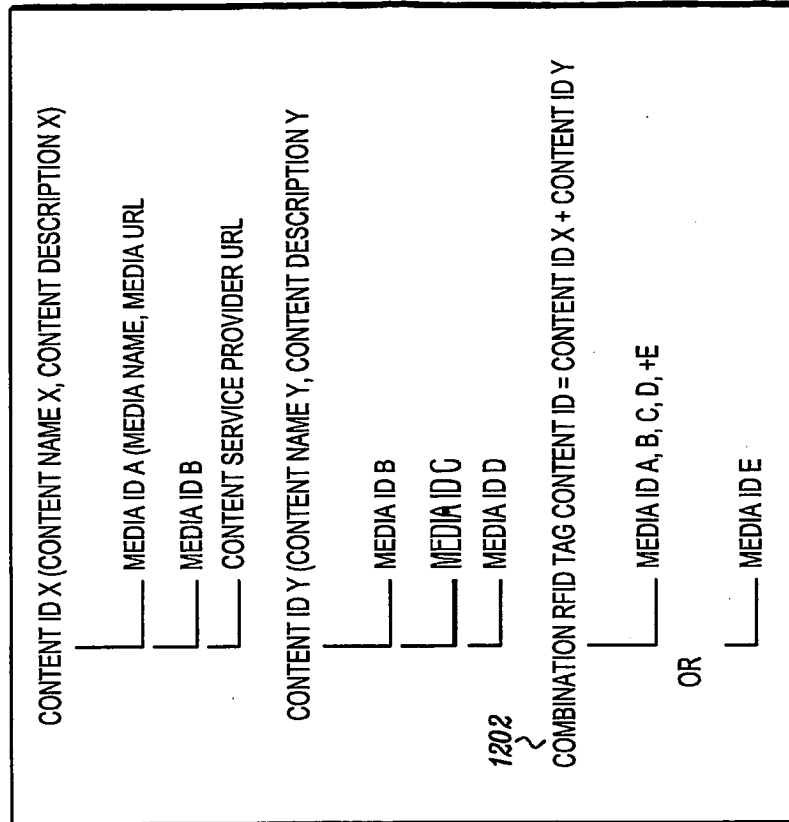 CONTENT ID X (CONTENT NAME X, CONTENT DESCRIPTION X)
MEDIA ID A (MEDIA NAME, MEDIA URL
MEDIA ID B
CONTENT SERVICE PROVIDER URL
CONTENT ID Y (CONTENT NAME Y, CONTENT DESCRIPTION Y
MEDIA ID B
MEDIA ID C
MEDIA ID D
1202
COMBINATION RFID TAG CONTENT ID = CONTENT ID X + CONTENT ID Y
MEDIA ID A, B, C, D, +E
OR
MEDIA ID E